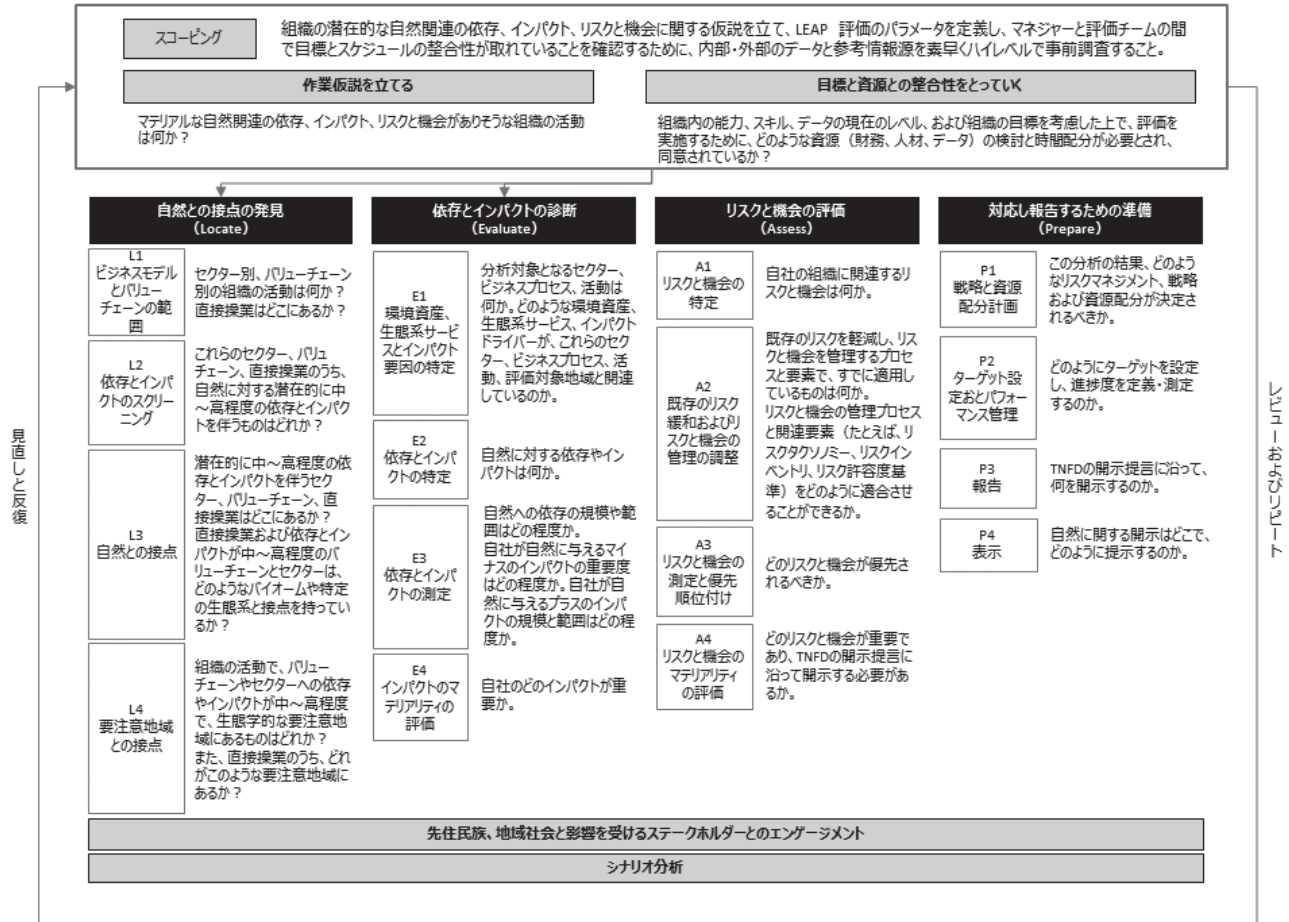 スコーピング
組織の潜在的な自然関連の依存、インパクト、リスクと機会に関する仮説を立て、LEAP 評価のパラメータを定義し、マネジャーと評価チームの間
で目標とスケジュールの整合性が取れていることを確認するために、内部・外部のデータと参考情報源を素早くハイレベルで事前調査すること。
作業仮説を立てる
マテリアルな自然関連の依存、インパクト、リスクと機会がありそうな組織の活動
は何か？
目標と資源との整合性をとっていく
組織内の能力、スキル、データの現在のレベル、および組織の目標を考慮した上で、評価を
実施するために、どのような資源（財務、人材、データ）の検討と時間配分が必要とされ、
同意されているか？
見直しと反復
自然との接点の発見
（Locate）
L1
ビジネスモデル
とバリュー
チェーンの範
囲
セクター別、バリューチェーン
別の組織の活動は何か？
直接操業はどこにあるか？
L2
依存とインパ
クトのスクリー
ニング
これらのセクター、バリュ
チェーン、直接操業のうち、
自然に対する潜在的に中
～高程度の依存とインパク
トを伴うものはどれか？
L3
自然との接点
潜在的に中～高程度の依
存とインパクトを伴うセク
ター、バリューチェーン、直
接操業はどこにあるか？
直接操業および依存とイン
パクトが中～高程度のバ
リューチェーンとセクターは、
どのようなバイオームや特定
の生態系と接点を持ってい
るか？
L4
要注意地域
との接点
組織の活動で、バリュー
チェーンやセクターへの依存
やインパクトが中～高程度
で、生態学的な要注意地
域にあるものはどれか？
また、直接操業のうち、どれ
がこのような要注意地域に
あるか？
依存とインパクトの診断
（Evaluate）
E1
環境資産、
生態系サービ
スとインパクト
要因の特定
分析対象となるセクター、
ビジネスプロセス、活動は
何か。どのような環境資産、
生態系サービス、インパクト
ドライバーが、これらのセク
ター、ビジネスプロセス、活
動、評価対象地域と関連
しているのか。
E2
依存とインパ
クトの特定
自然に対する依存やイン
パクトは何か。
E3
依存とインパ
クトの測定
自然への依存の規模や範
囲はどの程度か。
自社が自然に与えるマイ
ナスのインパクトの重要度
はどの程度か。自社が自
然に与えるプラスのインパ
クトの規模と範囲はどの程
度か。
E4
インパクトのマ
テリアリティの
評価
自社のどのインパクトが重
要か。
リスクと機会の評価
（Assess）
A1
リスクと機会の
特定
自社の組織に関連するリ
スクと機会は何か。
A2
既存のリスク
緩和およびリ
スクと機会の
管理の調整
既存のリスクを軽減し、リス
クと機会を管理するプロセ
スと要素で、すでに適用し
ているものは何か。
リスクと機会の管理プロセス
と関連要素（たとえば、リ
スクタクソノミー、リスクイン
ベントリ、リスク許容度基
準）をどのように適合させ
ることができるか。
A3
リスクと機会の
測定と優先
順位付け
どのリスクと機会が優先さ
れるべきか。
A4
リスクと機会の
マテリアリティ
の評価
どのリスクと機会が重要で
あり、TNFDの開示提言に
沿って開示する必要があ
るか。
対応し報告するための準備
（Prepare）
P1
戦略と資源
配分計画
この分析の結果、どのよう
なリスクマネジメント、戦略
および資源配分が決定さ
れるべきか。
P2
ターゲット設
定おとパフォー
マンス管理
どのようにターゲットを設定
し、進捗度を定義・測定
するのか。
P3
報告
TNFDの開示提言に沿って、
何を開示するのか。
P4
表示
自然に関する開示はどこで、
どのように提示するのか。
レビューおよびリピート
先住民族、地域社会と影響を受けるステークホルダーとのエンゲージメント
シナリオ分析